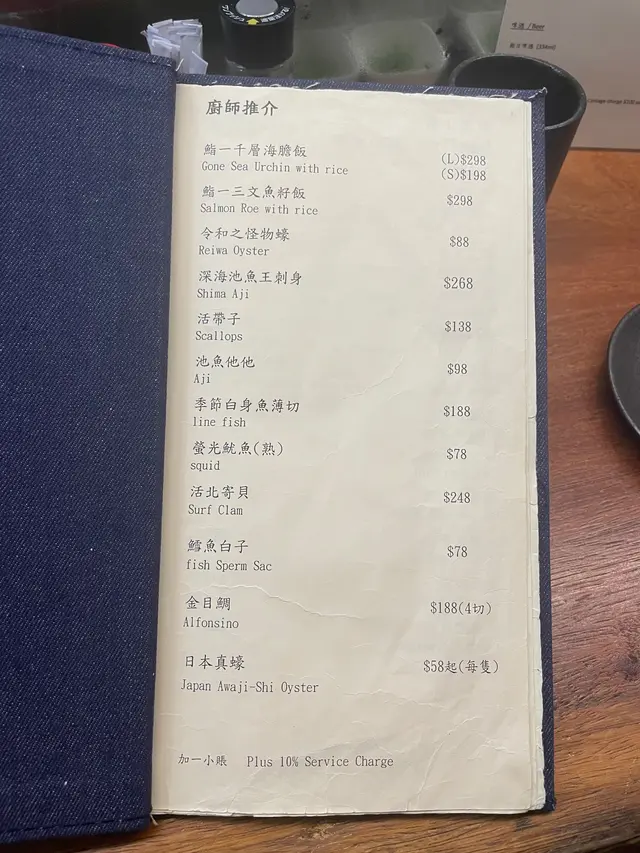 廚師推介
鮨一千層海膽飯
Gone Sea Urchin with rice
(L)$298
(S)$198
鮨一三文魚籽飯
Salmon Roe with rice
$298
令和之怪物蠔
Reiwa Oyster
$88
深海池魚王刺身
Shima Aji
$268
活帶子
Scallops
$138
池魚他他
Aji
$98
季節白身魚薄切
line fish
$188
螢光魷魚(熟)
squid
$78
活北寄貝
Surf Clam
$248
鱈魚白子
fish Sperm Sac
$78
金目鯛
Alfonsino
$188(4切)
日本真蠔
Japan Awaji-Shi Oyster
$58起(每隻)
加一小賬 Plus 10% Service Charge
啤酒 /Beer